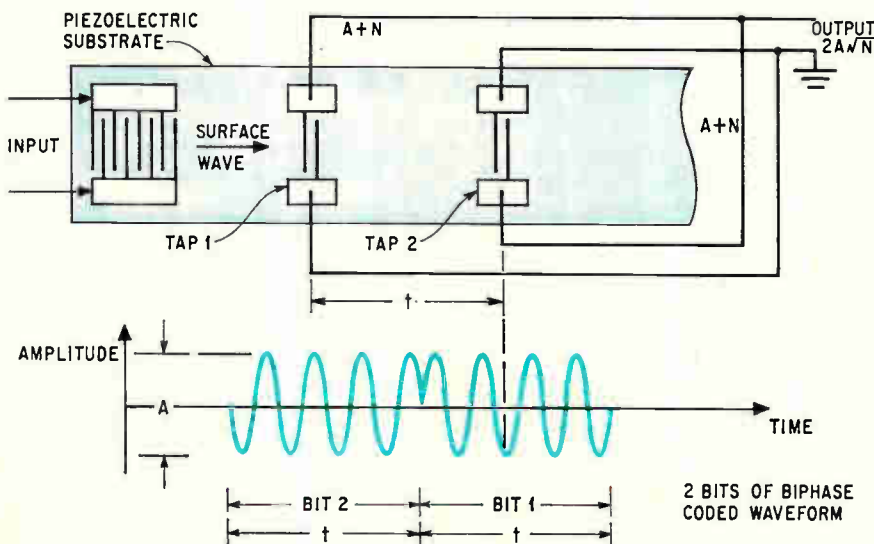 PIEZOELECTRIC
SUBSTRATE
A+N
OUTPUT
2A√N
INPUT
SURFACE
WAVE
A+N
TAP 1
TAP 2
t
AMPLITUDE
A
TIME
BIT 2
BIT 1
t
t
2 BITS OF BIPHASE
CODED WAVEFORM